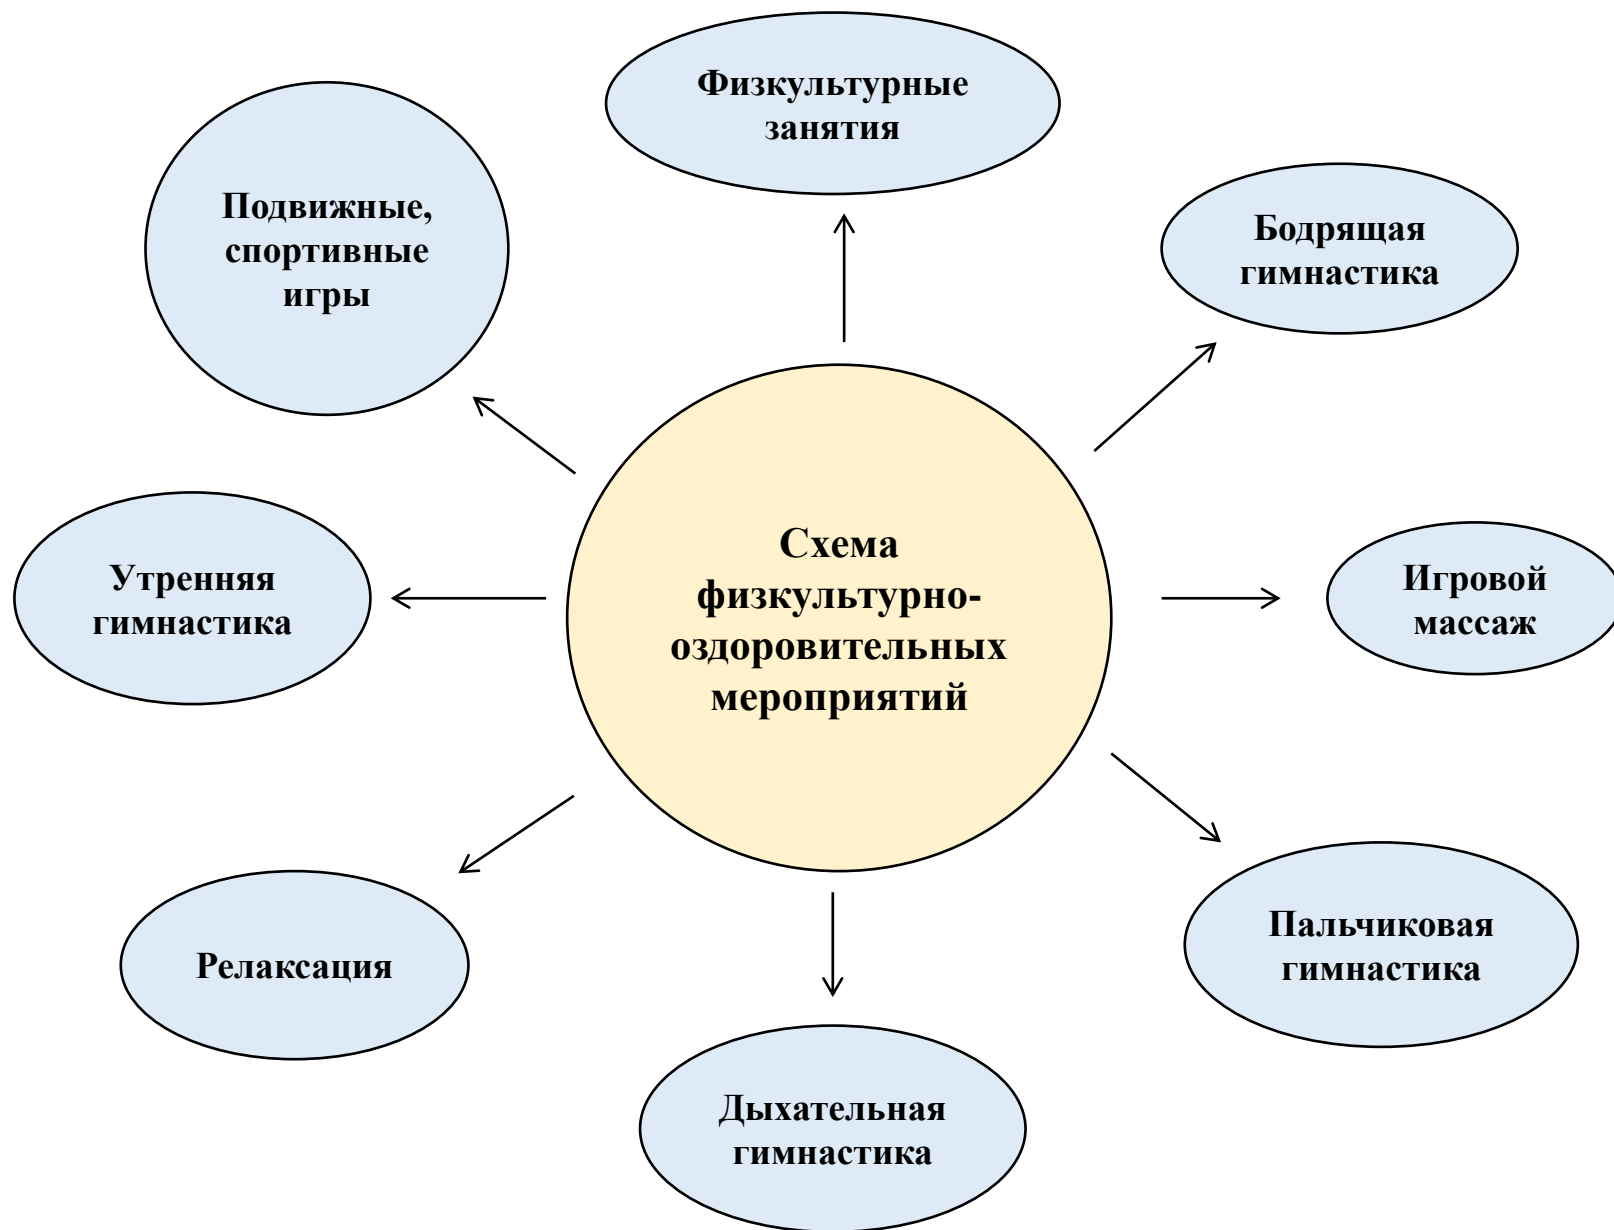 Физкультурные
занятия
Подвижные,
спортивные
игры
Бодрящая
гимнастика
Схема
физкультурно-
оздоровительных
мероприятий
Утренняя
гимнастика
Игровой
массаж
Релаксация
Пальчиковая
гимнастика
Дыхательная
гимнастика